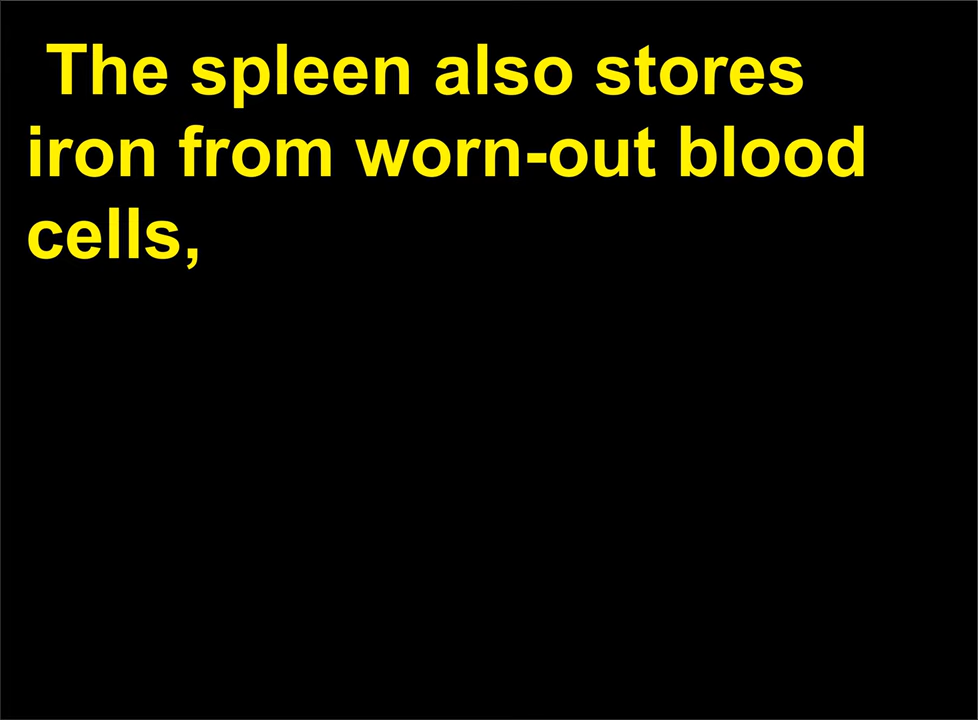 The spleen also stores
iron from worn-out blood
cells,